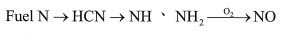 Fuel N → HCN → NH 、 NH₂ —O₂→ NO